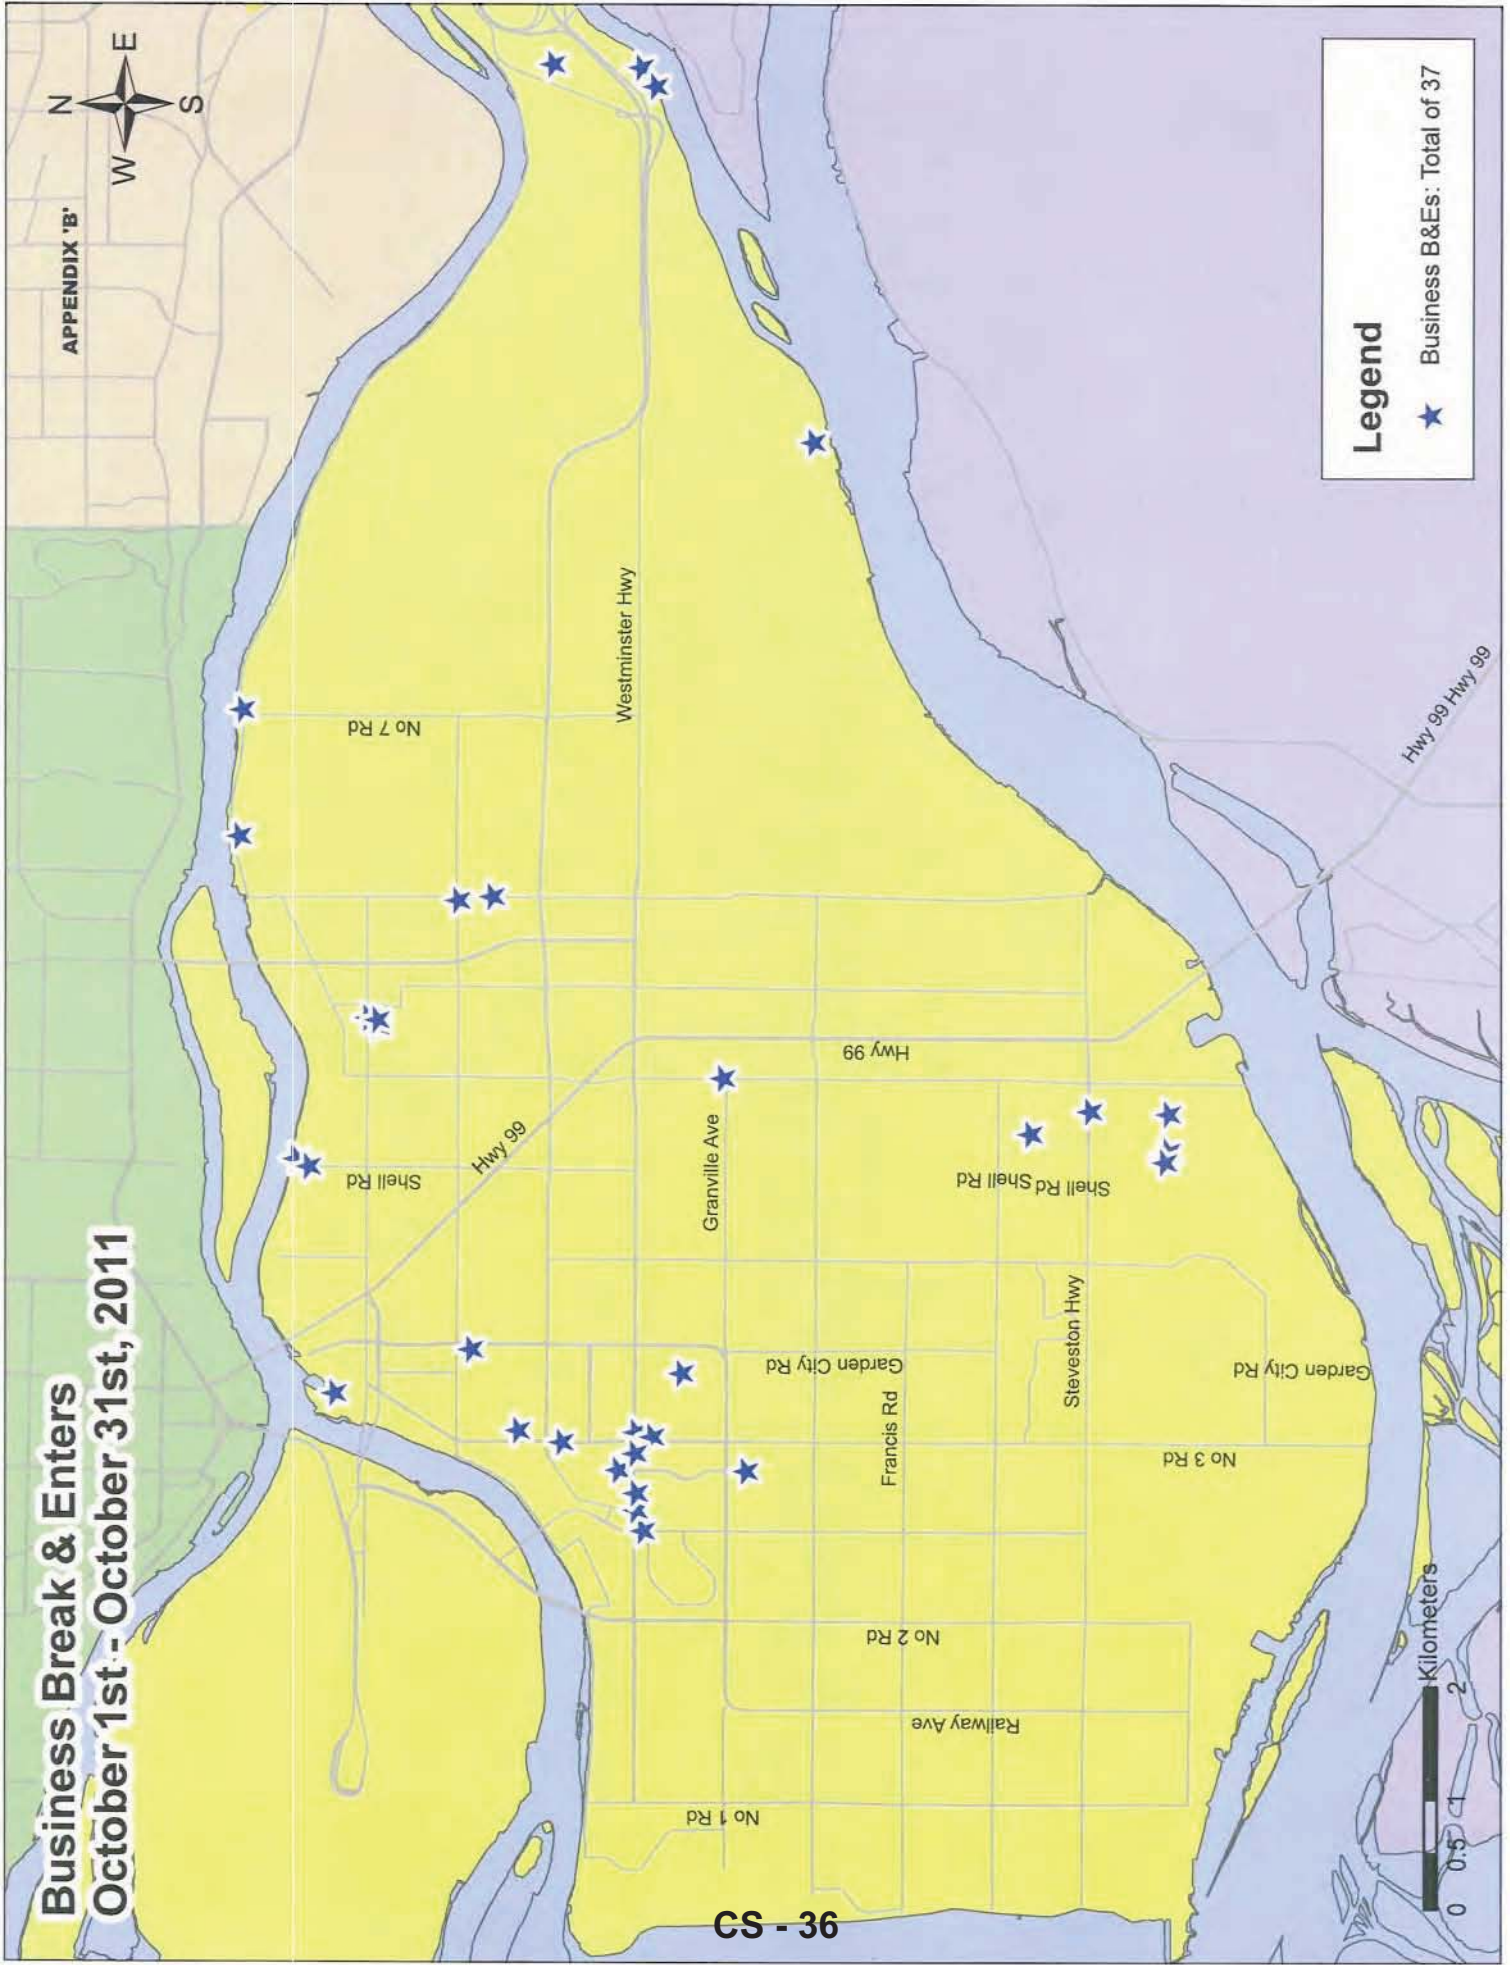 Business Break & Enters
October 1st - October 31st, 2011
APPENDIX 'B'
N
W
E
S
No 7 Rd
Westminster Hwy
Shell Rd
Hwy 99
Granville Ave
Hwy 99
Shell Rd
Shell Rd
Shell Rd
Garden City Rd
Francis Rd
Steveston Hwy
Garden City Rd
No 3 Rd
No 2 Rd
Railway Ave
No 1 Rd
Hwy 99
Hwy 99
Legend
Business B&Es: Total of 37
Kilometers
0 0.5 1 2
CS - 36